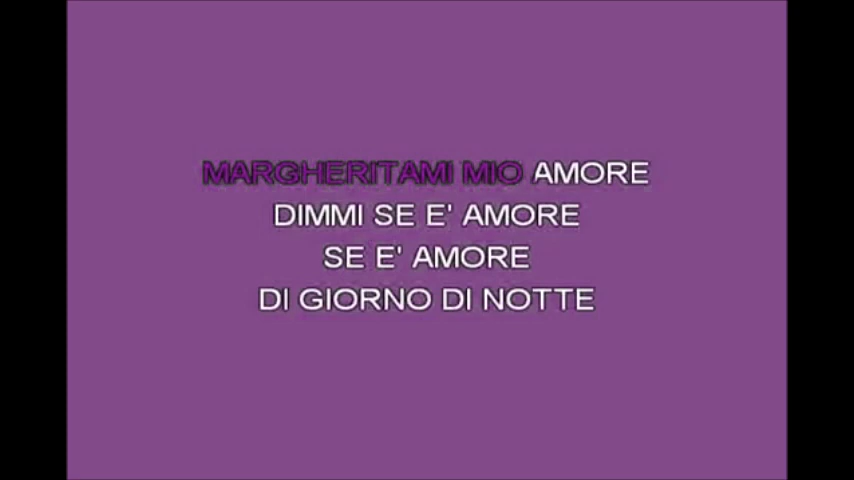 MARGHERITAMI MIO AMORE
DIMMI SE E' AMORE
SE E' AMORE
DI GIORNO DI NOTTE